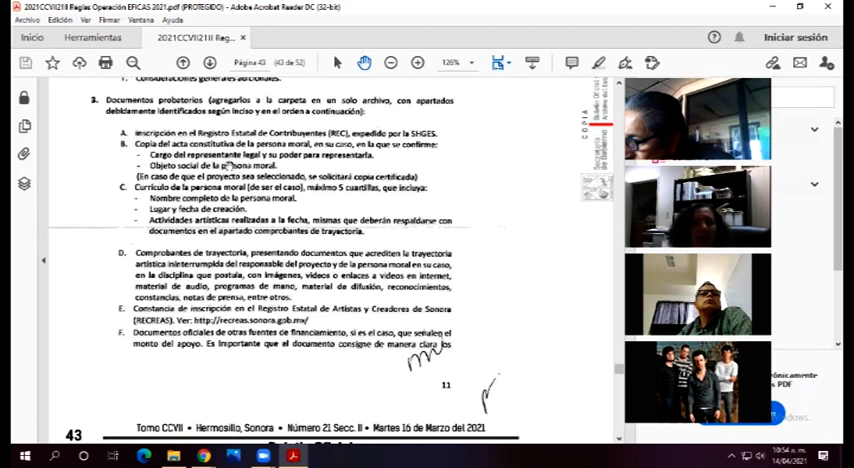 2021CCVII21II Reglas Operación EFICAS 2021.pdf (PROTEGIDO) - Adobe Acrobat Reader DC (32-bit)
Archivo Edición Ver Firmar Ventana Ayuda
Inicio Herramientas 2021CCVII21II Reg... × Iniciar sesión
Página 43 (43 de 52) 126%
Consideraciones generales adicionales.
3. Documentos probatorios (agregarlos a la carpeta en un solo archivo, con apartados
debidamente identificados según inciso y en el orden a continuación):
A. inscripción en el Registro Estatal de Contribuyentes (REC), expedido por la SHGES.
B. Copia del acta constitutiva de la persona moral, en su caso, en la que se confirme:
- Cargo del representante legal y su poder para representarla.
- Objeto social de la persona moral.
(En caso de que el proyecto sea seleccionado, se solicitará copia certificada)
C. Currículo de la persona moral (de ser el caso), máximo 5 cuartillas, que incluya:
- Nombre completo de la persona moral.
- Lugar y fecha de creación.
- Actividades artísticas realizadas a la fecha, mismas que deberán respaldarse con
documentos en el apartado comprobantes de trayectoria.
D. Comprobantes de trayectoria, presentando documentos que acrediten la trayectoria
artística ininterrumpida del responsable del proyecto y de la persona moral en su caso,
en la disciplina que postula, con imágenes, videos o enlaces a videos en internet,
material de audio, programas de mano, material de difusión, reconocimientos,
constancias, notas de prensa, entre otros.
E. Constancia de inscripción en el Registro Estatal de Artistas y Creadores de Sonora
(RECREAS). Ver: http://recreas.sonora.gob.mx/
F. Documentos oficiales de otras fuentes de financiamiento, si es el caso, que señalen el
monto del apoyo. Es importante que el documento consigne de manera clara los
11
COPIA
Boletín Oficial
Secretaría
de Gobierno
43
Tomo CCVII • Hermosillo, Sonora • Número 21 Secc. II • Martes 16 de Marzo del 2021
ónicamente
os PDF
10:54 a. m.
14/04/2021